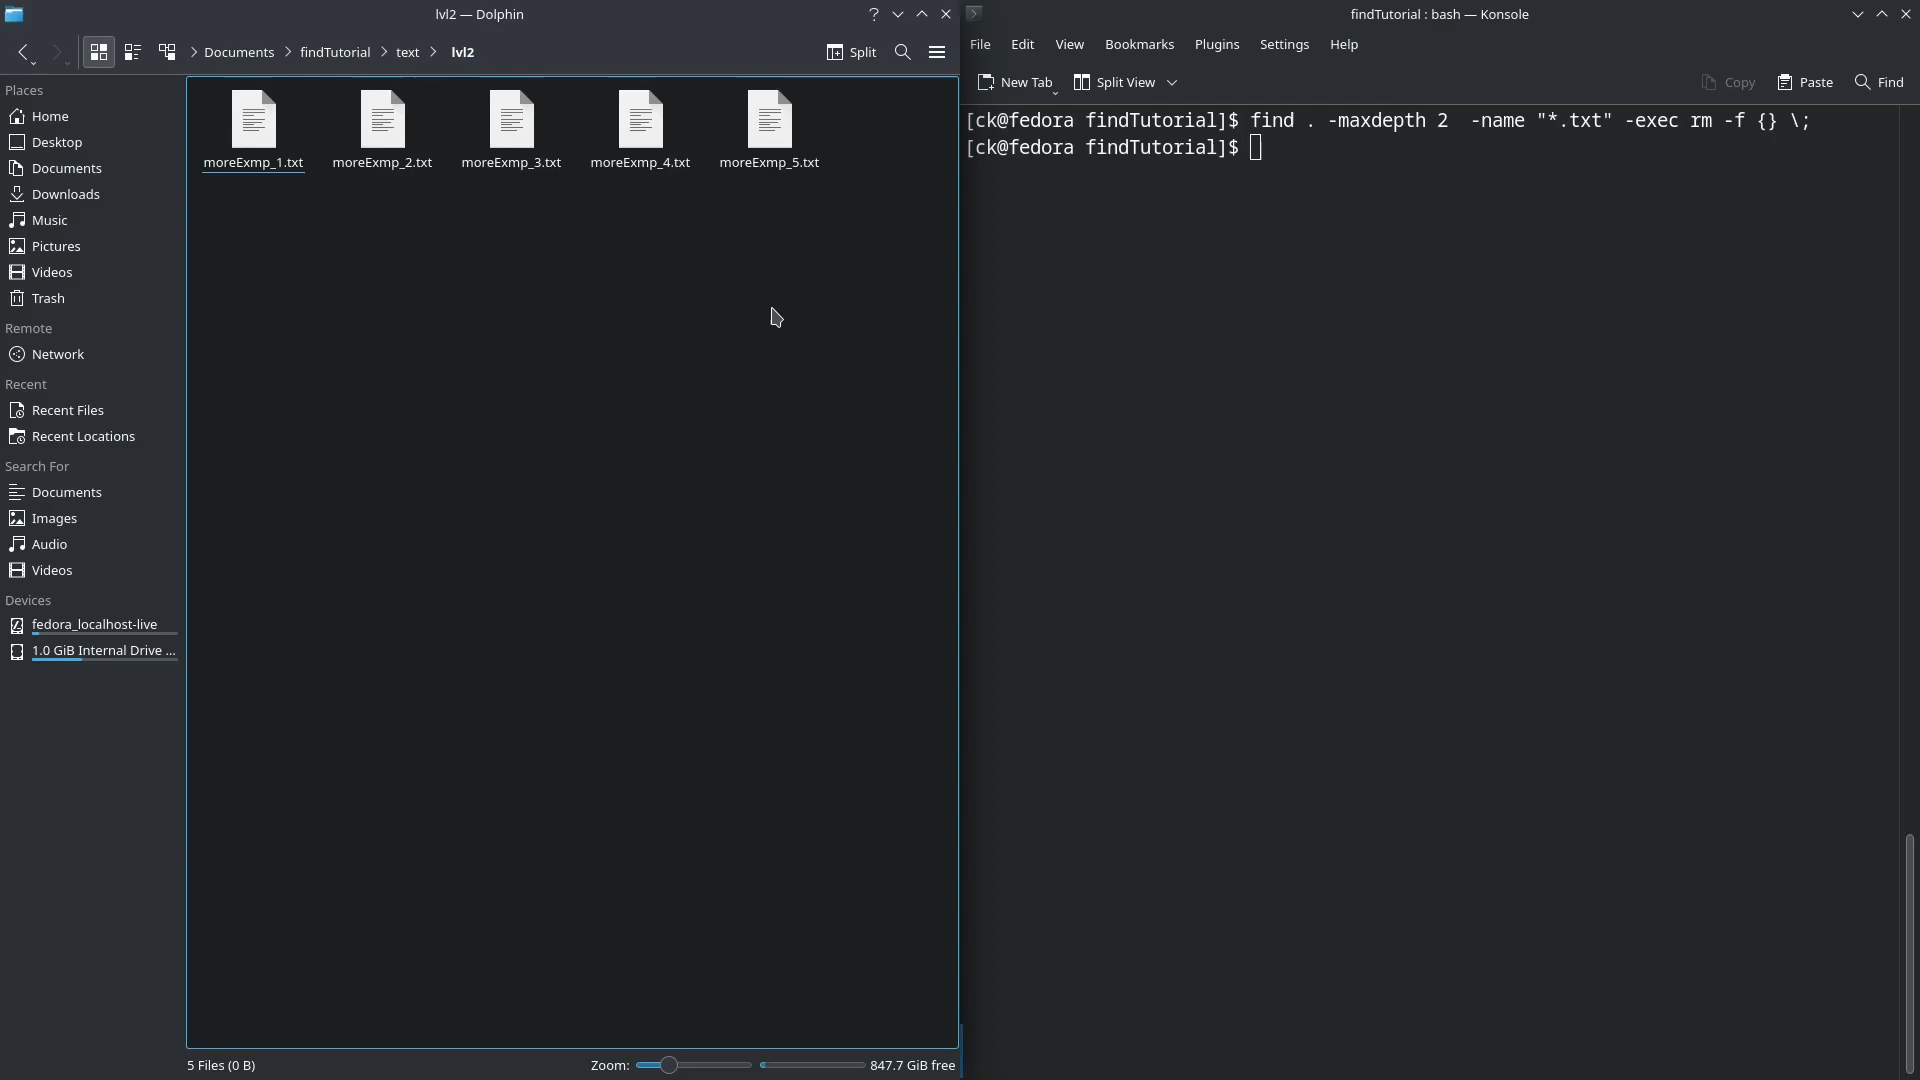 lvl2 — Dolphin
Documents
findTutorial
text
lvl2
Split
Places
Home
Desktop
Documents
Downloads
Music
Pictures
Videos
Trash
Remote
Network
Recent
Recent Files
Recent Locations
Search For
Documents
Images
Audio
Videos
Devices
fedora_localhost-live
1.0 GiB Internal Drive ...
moreExmp_1.txt
moreExmp_2.txt
moreExmp_3.txt
moreExmp_4.txt
moreExmp_5.txt
5 Files (0 B)
Zoom:
847.7 GiB free
findTutorial : bash — Konsole
File Edit View Bookmarks Plugins Settings Help
New Tab
Split View
Copy
Paste
Find
[ck@fedora findTutorial]$ find . -maxdepth 2  -name "*.txt" -exec rm -f {} \;
[ck@fedora findTutorial]$